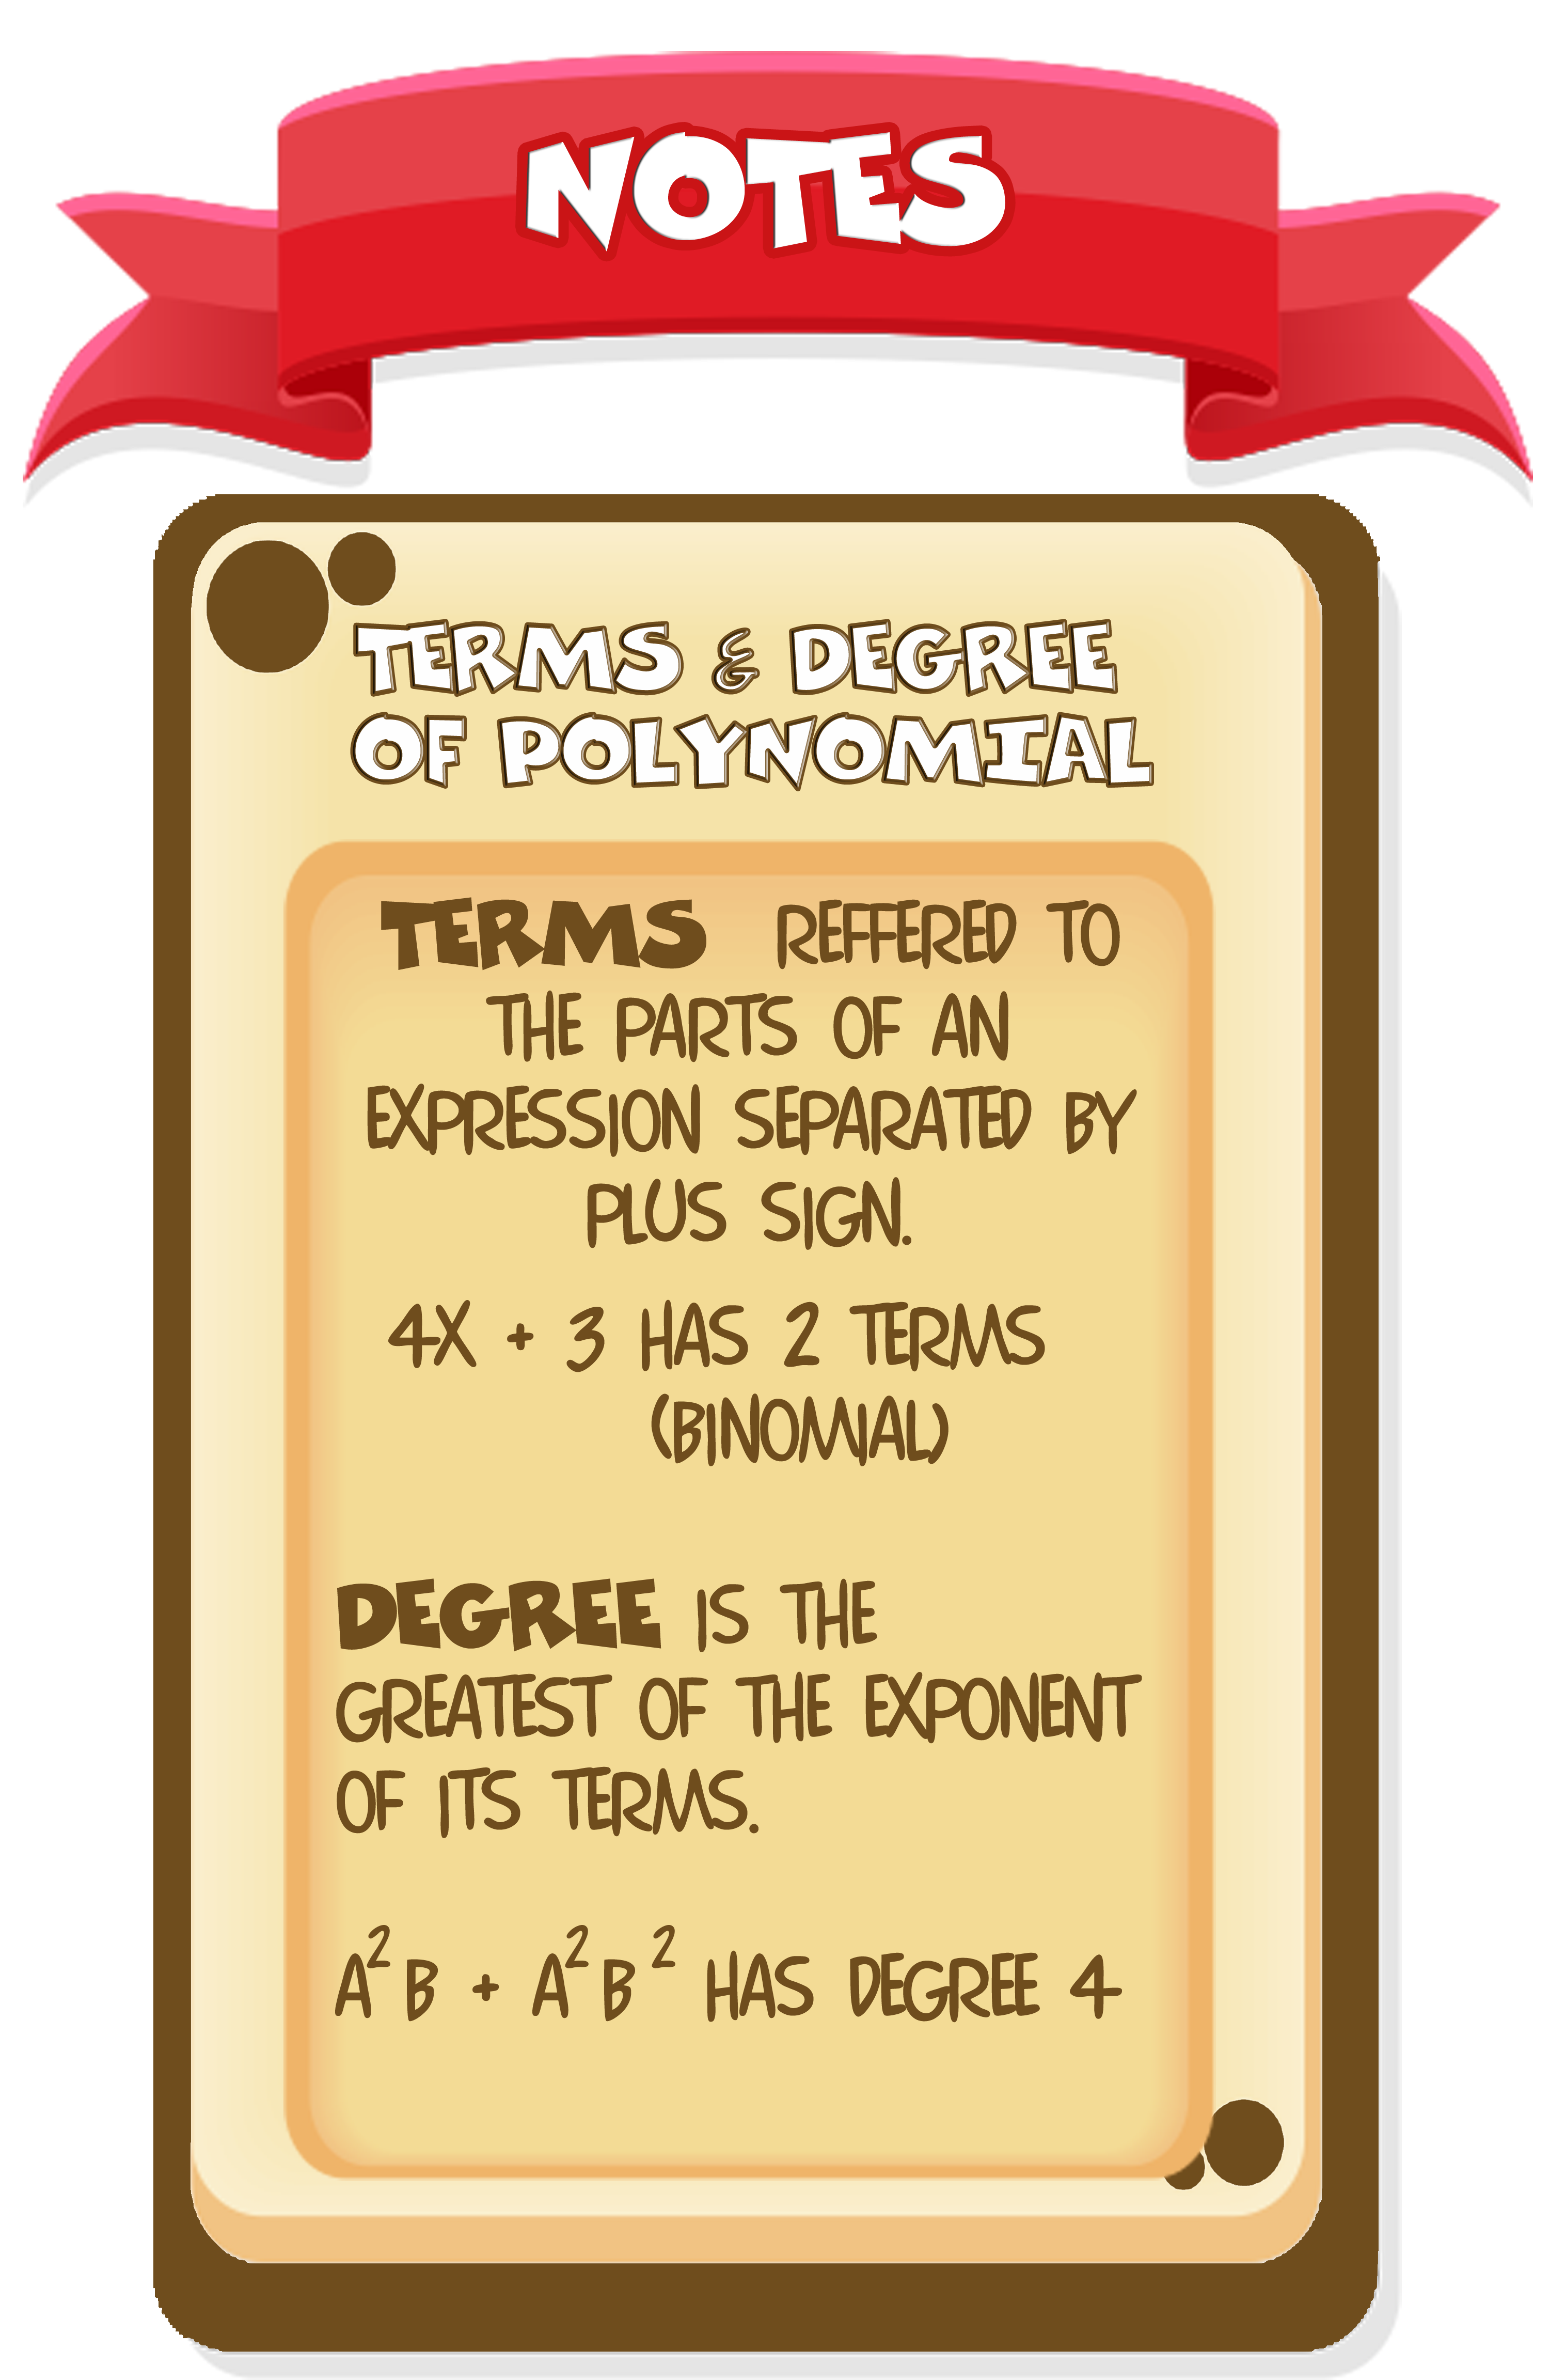 NOTES
TERMS & DEGREE
OF POLYNOMIAL
TERMS REFFERED TO
THE PARTS OF AN
EXPRESSION SEPARATED BY
PLUS SIGN.
4X + 3 HAS 2 TERMS
(BINOMIAL)
DEGREE IS THE
GREATEST OF THE EXPONENT
OF ITS TERMS.
A²B + A²B² HAS DEGREE 4